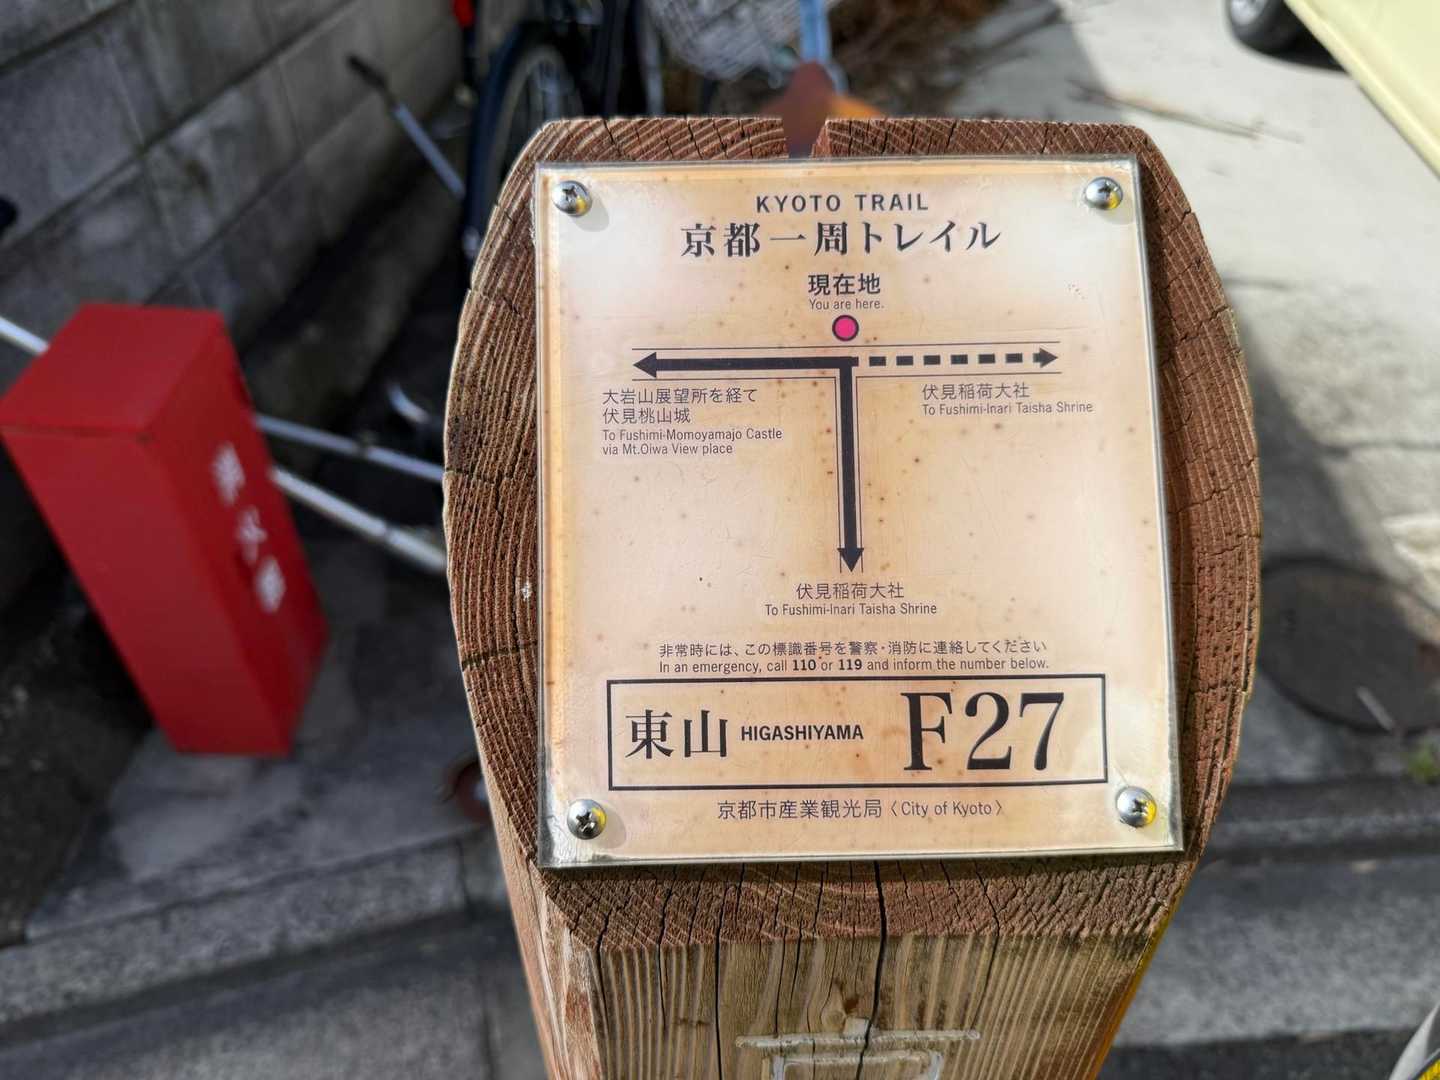 KYOTO TRAIL
京都一周トレイル
現在地
You are here.
大岩山展望所を経て
伏見桃山城
To Fushimi-Momoyamajo Castle
via Mt.Oiwa View place
伏見稲荷大社
To Fushimi-Inari Taisha Shrine
伏見稲荷大社
To Fushimi-Inari Taisha Shrine
非常時には、この標識番号を警察・消防に連絡してください
In an emergency, call 110 or 119 and inform the number below.
東山 HIGASHIYAMA F27
京都市産業観光局〈City of Kyoto〉